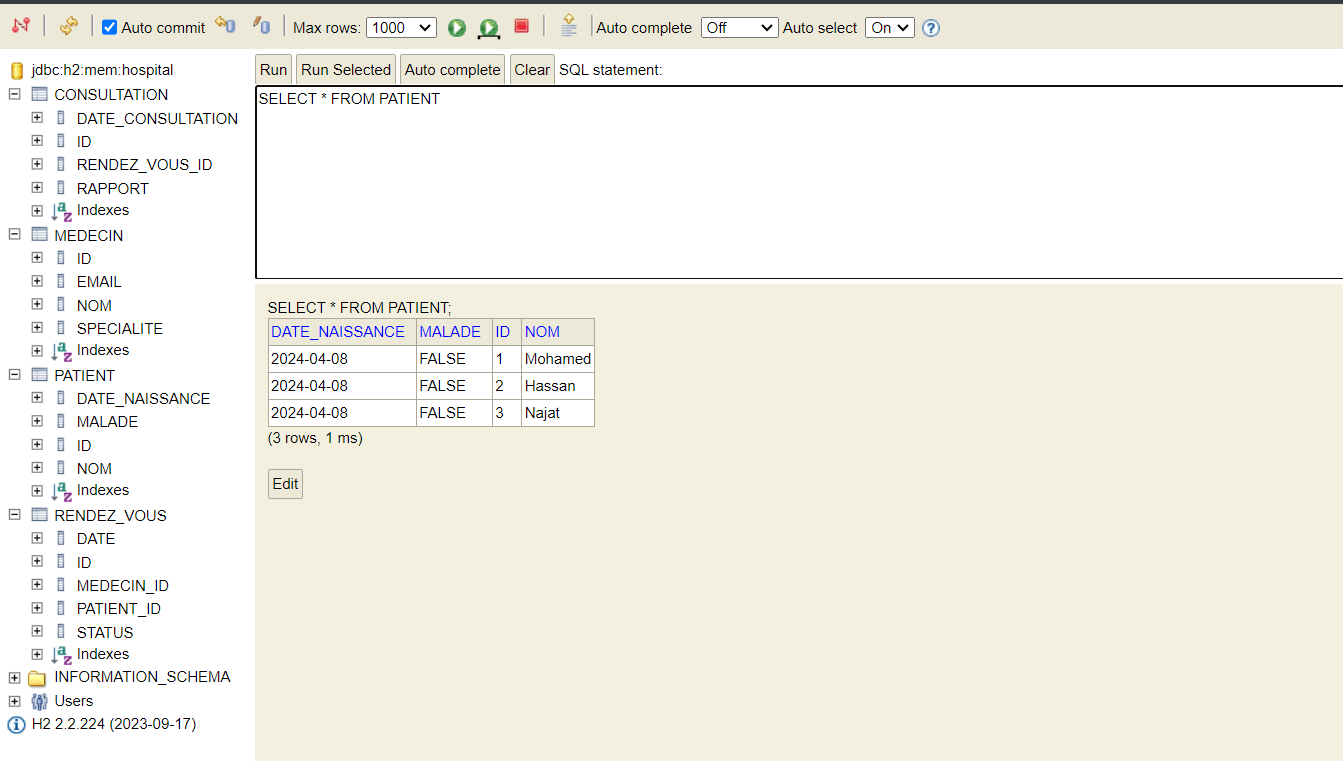 Auto commit Max rows: 1000 Auto complete Off Auto select On
jdbc:h2:mem:hospital
CONSULTATION
DATE_CONSULTATION
ID
RENDEZ_VOUS_ID
RAPPORT
Indexes
MEDECIN
ID
EMAIL
NOM
SPECIALITE
Indexes
PATIENT
DATE_NAISSANCE
MALADE
ID
NOM
Indexes
RENDEZ_VOUS
DATE
ID
MEDECIN_ID
PATIENT_ID
STATUS
Indexes
INFORMATION_SCHEMA
Users
H2 2.2.224 (2023-09-17)
Run Run Selected Auto complete Clear SQL statement:
SELECT * FROM PATIENT
SELECT * FROM PATIENT;
DATE_NAISSANCE MALADE ID NOM
2024-04-08 FALSE 1 Mohamed
2024-04-08 FALSE 2 Hassan
2024-04-08 FALSE 3 Najat
(3 rows, 1 ms)
Edit